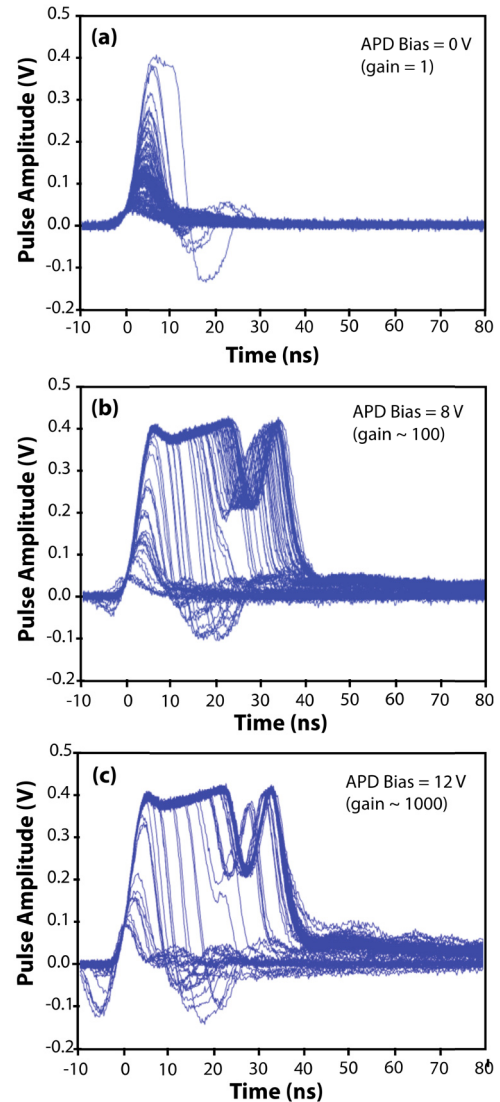 (a)
APD Bias = 0 V
(gain = 1)
Pulse Amplitude (V)
0.5
0.4
0.3
0.2
0.1
0.0
-0.1
-0.2
-10 0 10 20 30 40 50 60 70 80
Time (ns)
(b)
APD Bias = 8 V
(gain ~ 100)
Pulse Amplitude (V)
0.5
0.4
0.3
0.2
0.1
0.0
-0.1
-0.2
-10 0 10 20 30 40 50 60 70 80
Time (ns)
(c)
APD Bias = 12 V
(gain ~ 1000)
Pulse Amplitude (V)
0.5
0.4
0.3
0.2
0.1
0.0
-0.1
-0.2
-10 0 10 20 30 40 50 60 70 80
Time (ns)